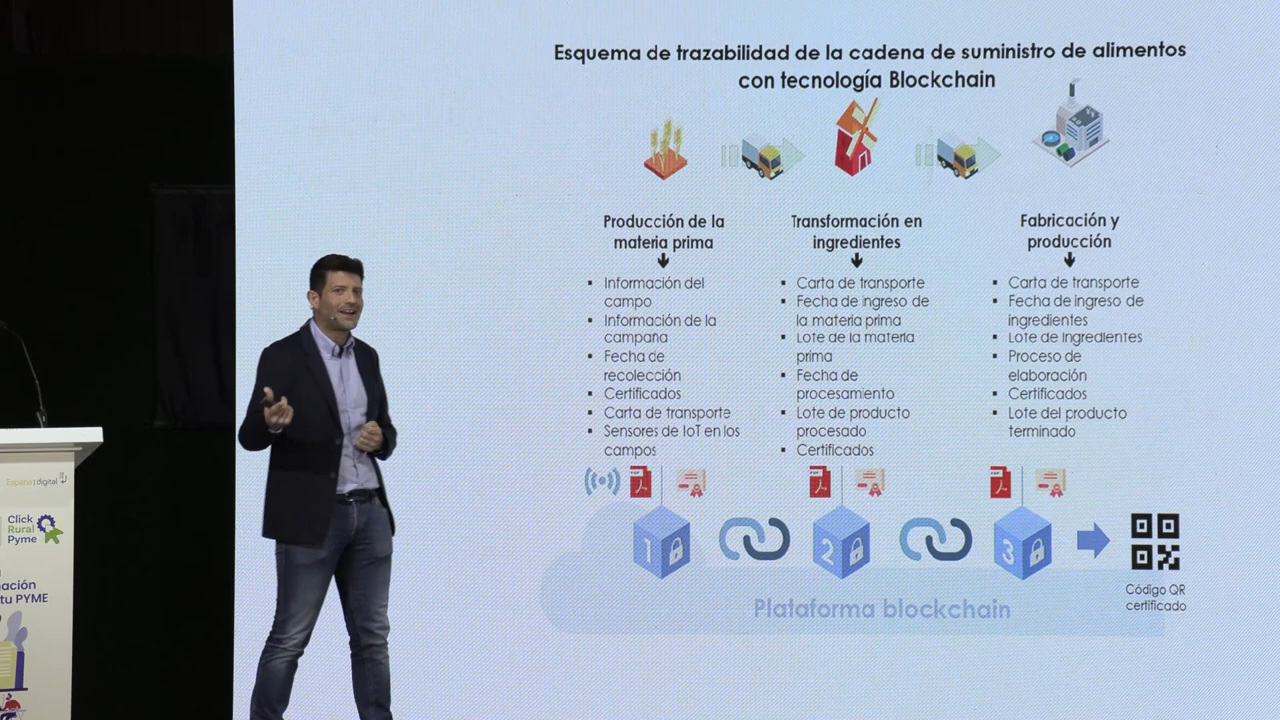 Esquema de trazabilidad de la cadena de suministro de alimentos
con tecnología Blockchain
Producción de la
materia prima
Información del
campo
Información de la
campaña
Fecha de
recolección
Certificados
Carta de transporte
Sensores de IoT en los
campos
Transformación en
ingredientes
Carta de transporte
Fecha de ingreso de
la materia prima
Lote de la materia
prima
Fecha de
procesamiento
Lote de producto
procesado
Certificados
Fabricación y
producción
Carta de transporte
Fecha de ingreso de
ingredientes
Lote de ingredientes
Proceso de
elaboración
Certificados
Lote del producto
terminado
PDF
PDF
PDF
1
2
3
Plataforma blockchain
Código QR
certificado
España | digital
Click
Rural
Pyme
ación
tu PYME